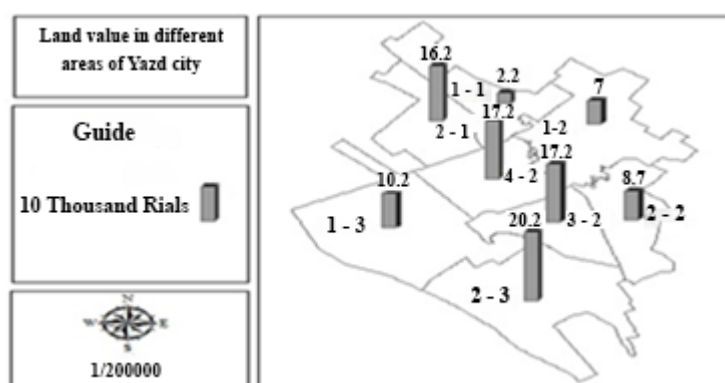 Land value in different
areas of Yazd city
Guide
10 Thousand Rials
N
W E
S
1/200000
16.2
2.2
7
1 - 1
17.2
2 - 1
1-2
17.2
4 - 2
10.2
8.7
1 - 3
20.2
3 - 2
2 - 2
2 - 3